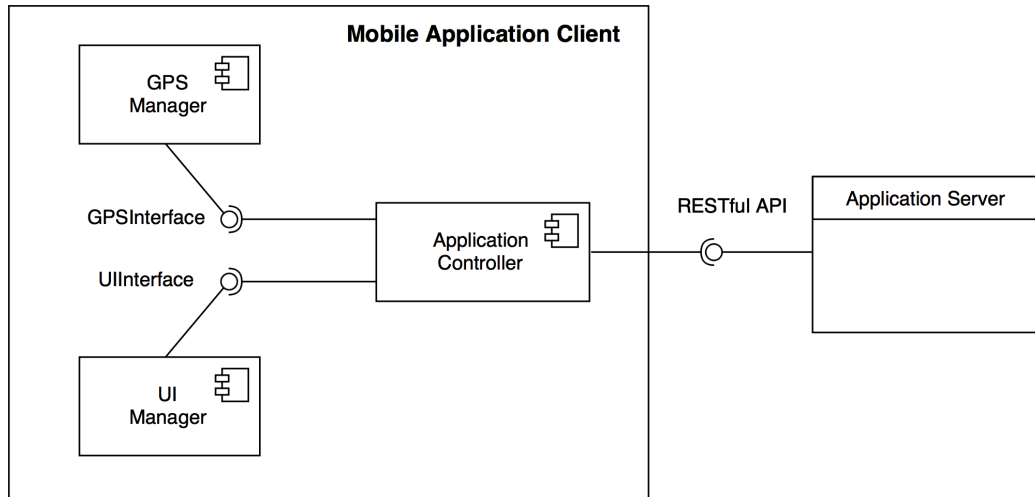 Mobile Application Client
GPS
Manager
GPSInterface
UIInterface
UI
Manager
Application
Controller
RESTful API
Application Server